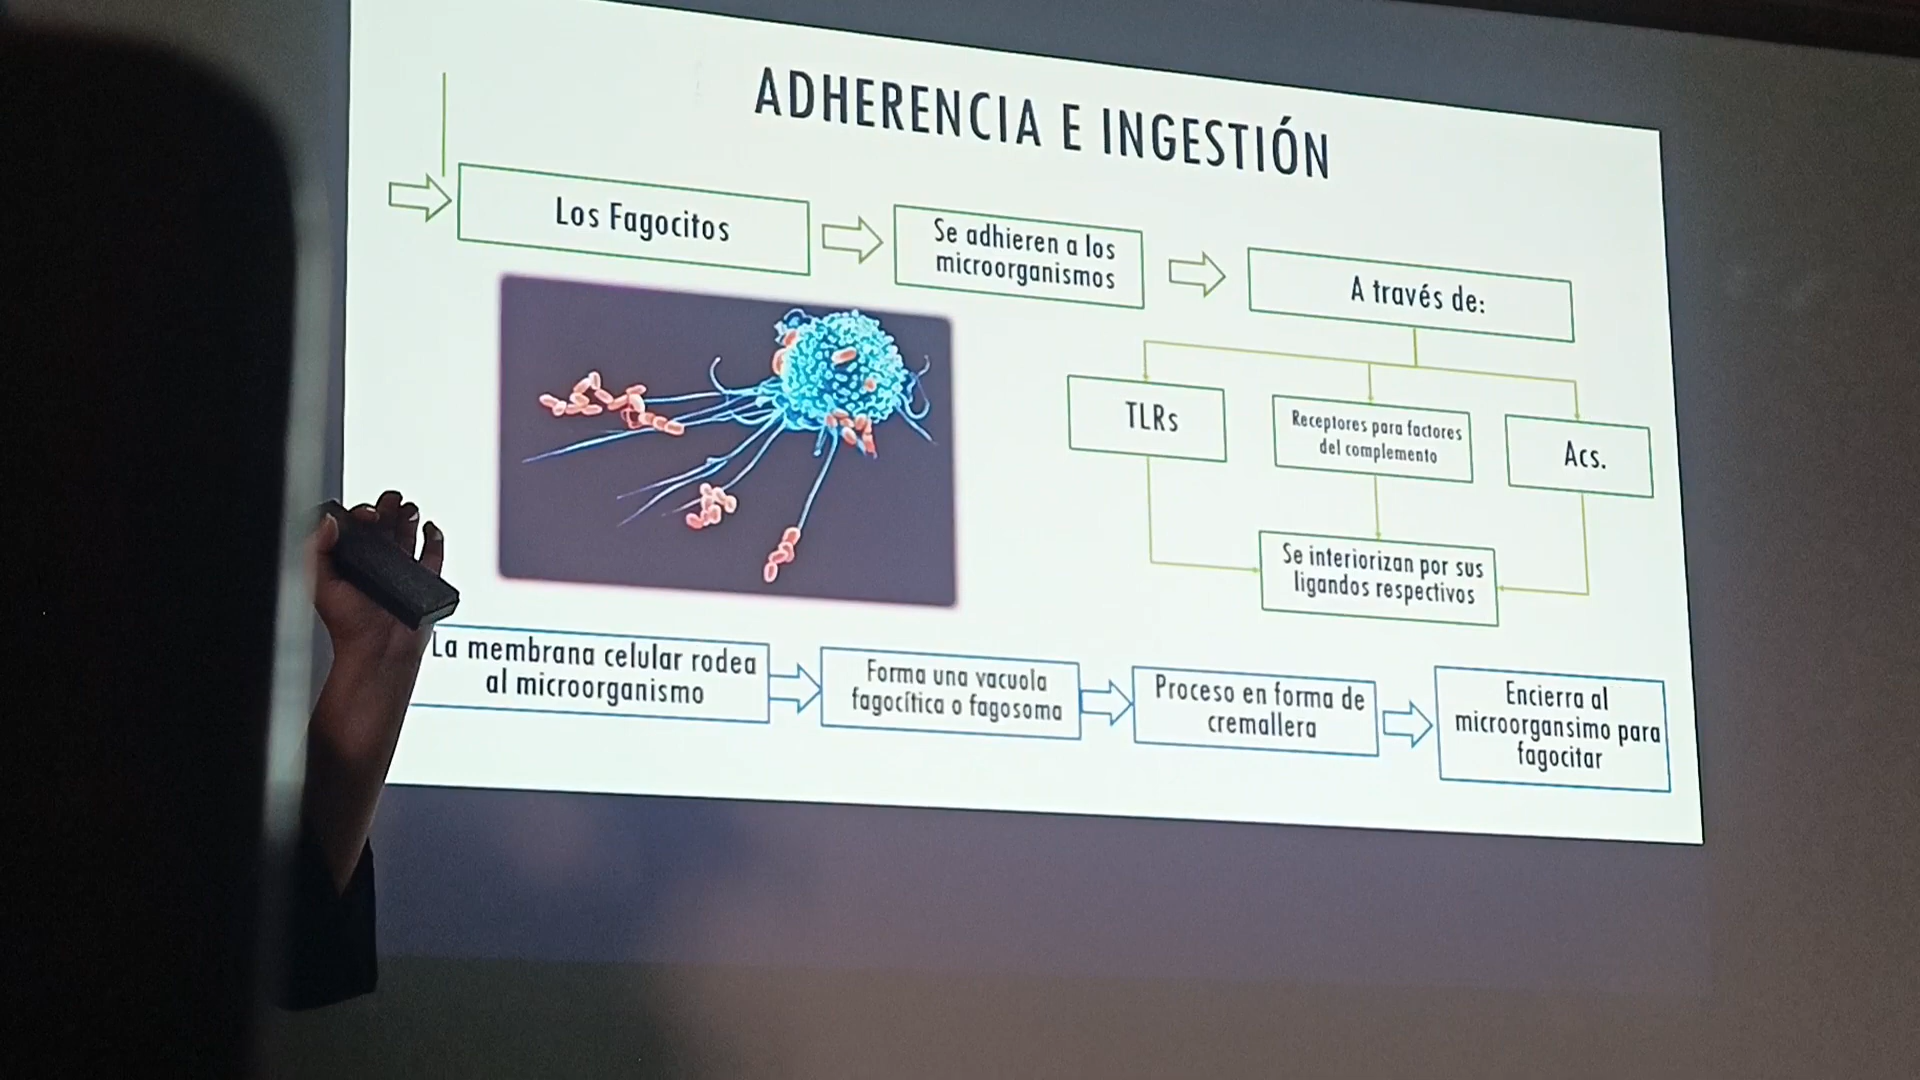 ADHERENCIA E INGESTIÓN
Los Fagocitos
Se adhieren a los
microorganismos
A través de:
TLRs
Receptores para factores
del complemento
Acs.
Se interiorizan por sus
ligandos respectivos
La membrana celular rodea
al microorganismo
Forma una vacuola
fagocítica o fagosoma
Proceso en forma de
cremallera
Encierra al
microorgansimo para
fagocitar